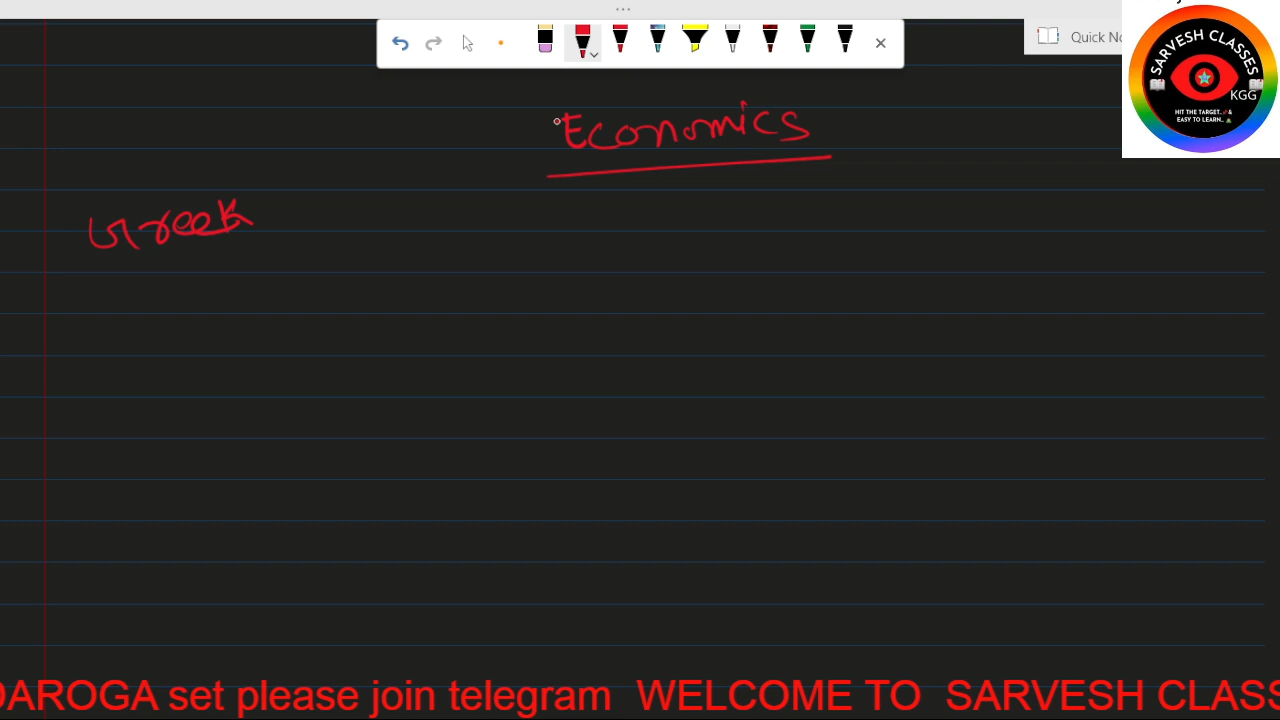 Quick No
SARVESH CLASSES
KGG
HIT THE TARGET..📌&
EASY TO LEARN..
Economics
Greek
DAROGA set please join telegram WELCOME TO SARVESH CLASS